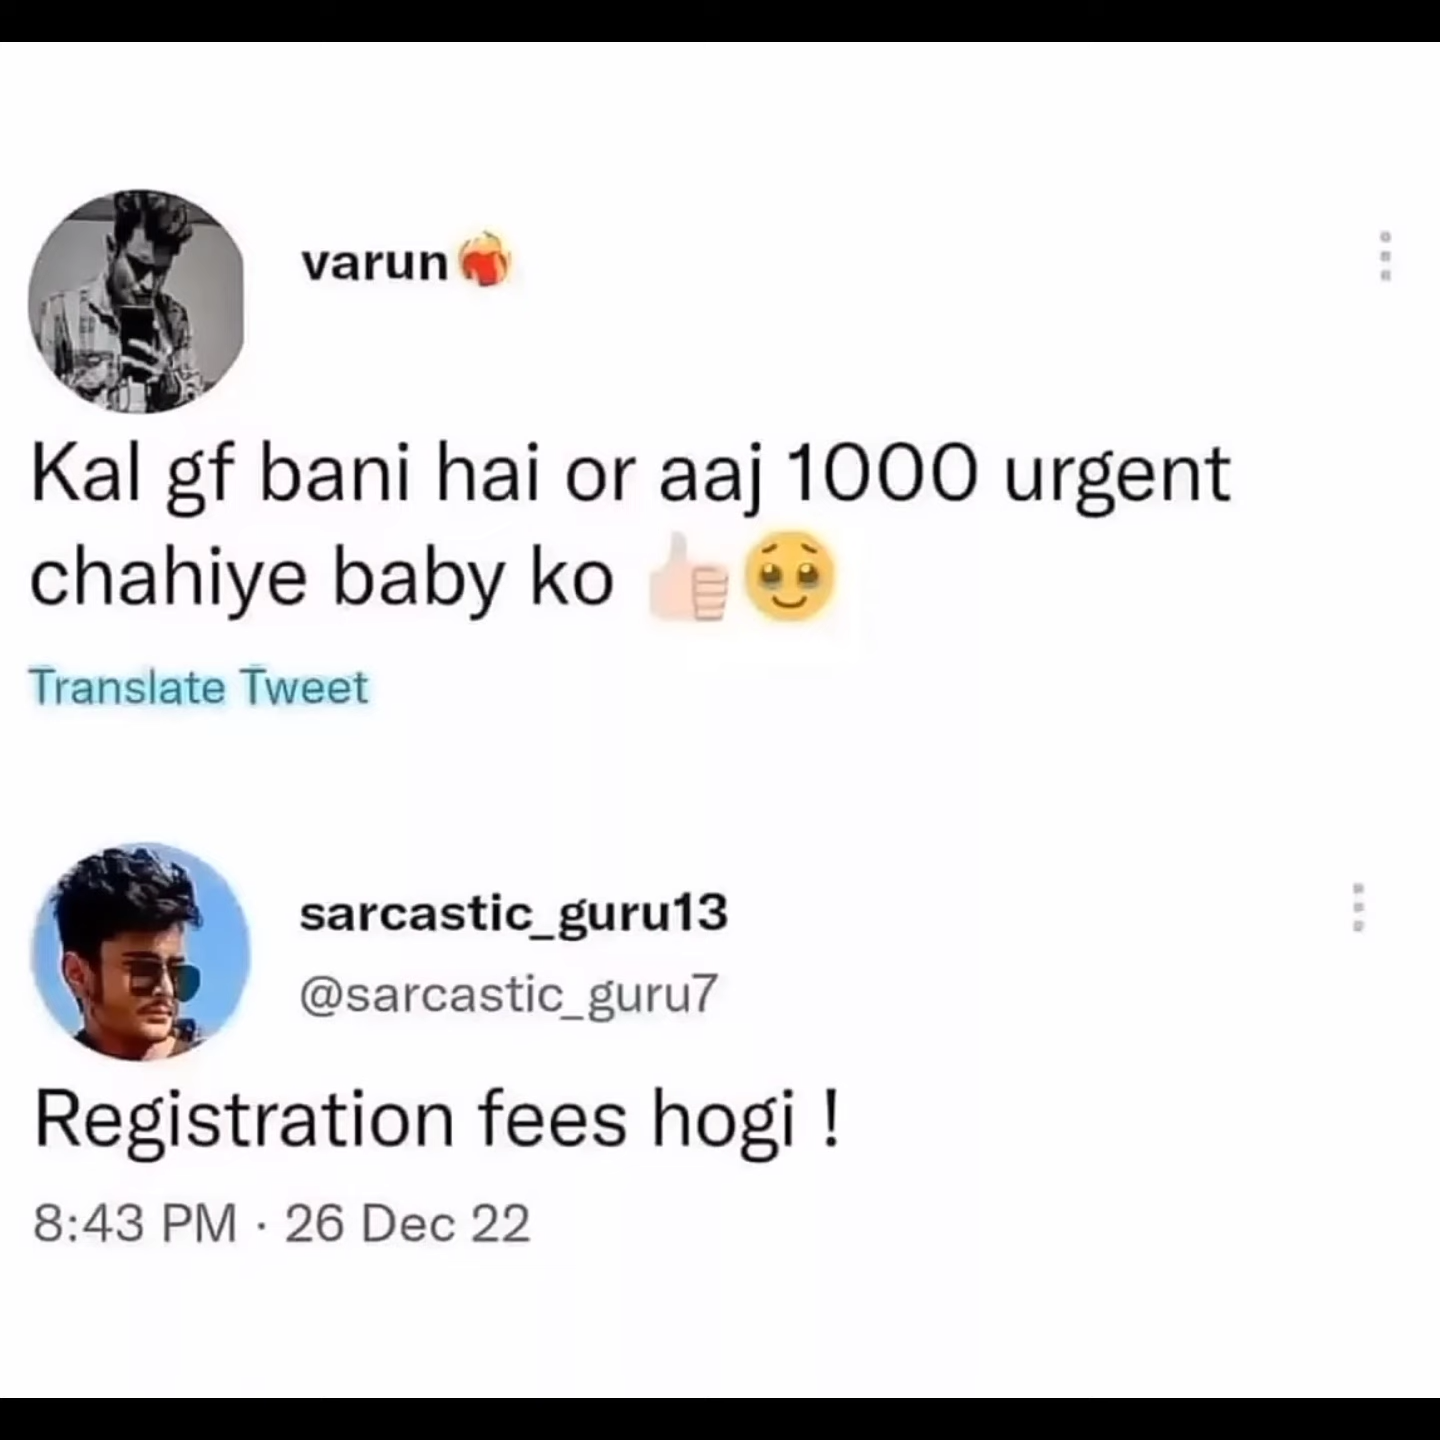 varun❤️‍🔥
Kal gf bani hai or aaj 1000 urgent
chahiye baby ko 👍🏻🥹
Translate Tweet
sarcastic_guru13
@sarcastic_guru7
Registration fees hogi !
8:43 PM · 26 Dec 22